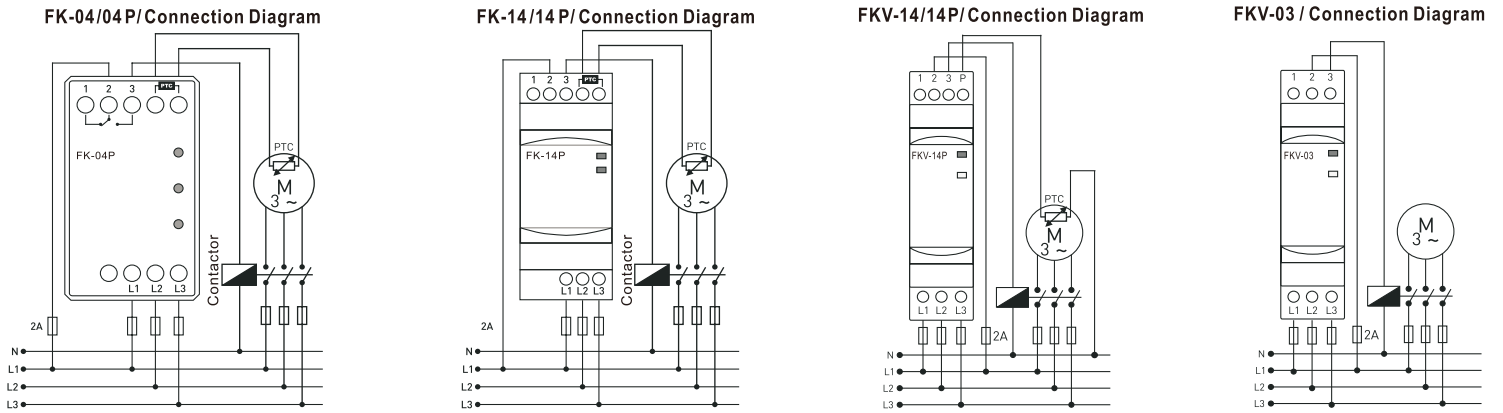 FK-04/04P/ Connection Diagram
1 2 3 PTC
FK-04P
PTC
M
3 ~
Contactor
L1 L2 L3
2A
N
L1
L2
L3
FK-14/14P/ Connection Diagram
1 2 3 PTC
FK-14P
PTC
M
3 ~
Contactor
L1 L2 L3
2A
N
L1
L2
L3
FKV-14/14P/ Connection Diagram
1 2 3 P
FKV-14P
PTC
M
3 ~
L1 L2 L3
2A
N
L1
L2
L3
FKV-03 / Connection Diagram
1 2 3
FKV-03
M
3 ~
L1 L2 L3
2A
N
L1
L2
L3